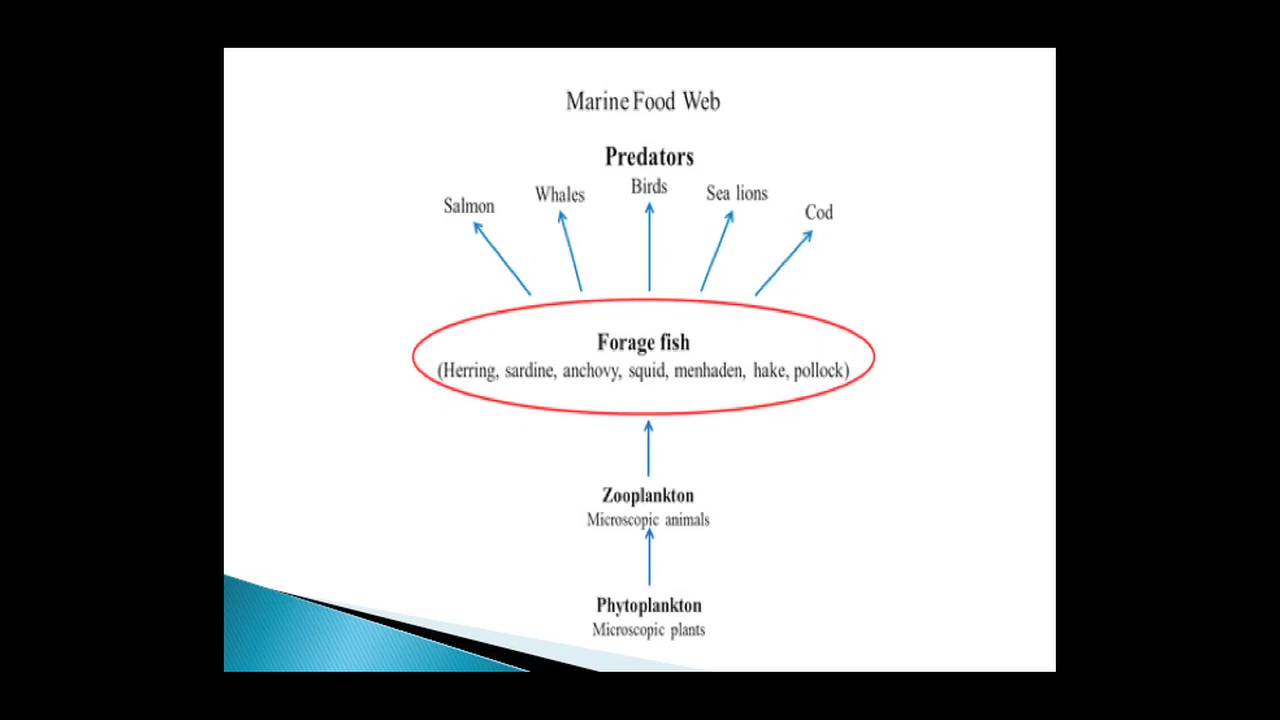 Marine Food Web
Predators
Birds
Salmon
Whales
Sea lions
Cod
Forage fish
(Herring, sardine, anchovy, squid, menhaden, hake, pollock)
Zooplankton
Microscopic animals
Phytoplankton
Microscopic plants